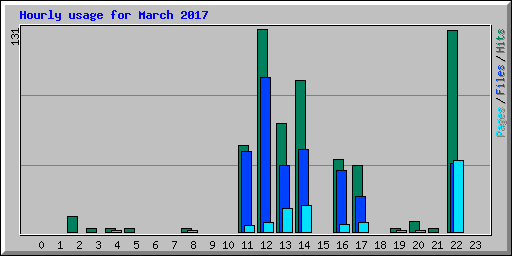 Hourly usage for March 2017
131
Pages/Files/Hits
0 1 2 3 4 5 6 7 8 9 10 11 12 13 14 15 16 17 18 19 20 21 22 23